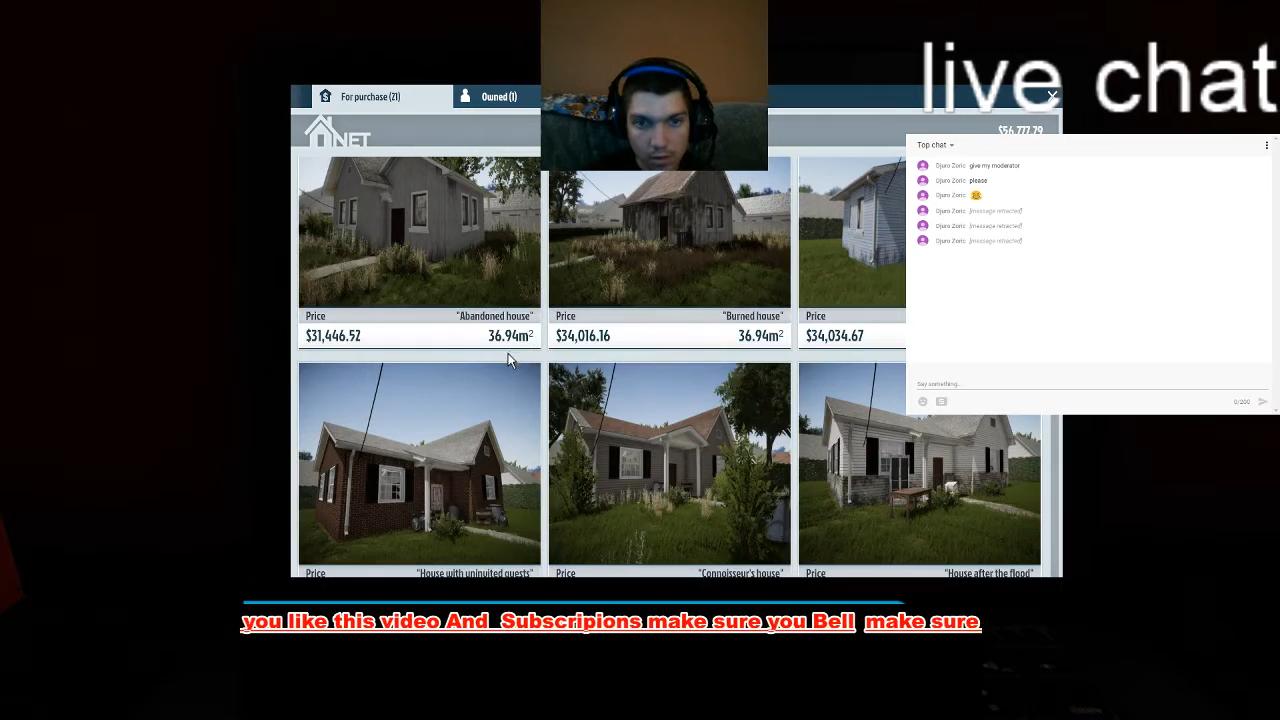 live chat
For purchase (21)
Owned (1)
NET
$56,777.79
Top chat
Djuro Zoric give my moderator
Djuro Zoric please
Djuro Zoric
Djuro Zoric [message retracted]
Djuro Zoric [message retracted]
Djuro Zoric [message retracted]
Say something...
0/200
Price "Abandoned house"
$31,446.52 36.94m²
Price "Burned house"
$34,016.16 36.94m²
Price
$34,034.67
Price "House with uninvited guests"
Price "Connoisseur's house"
Price "House after the flood"
you like this video And Subscripions make sure you Bell make sure